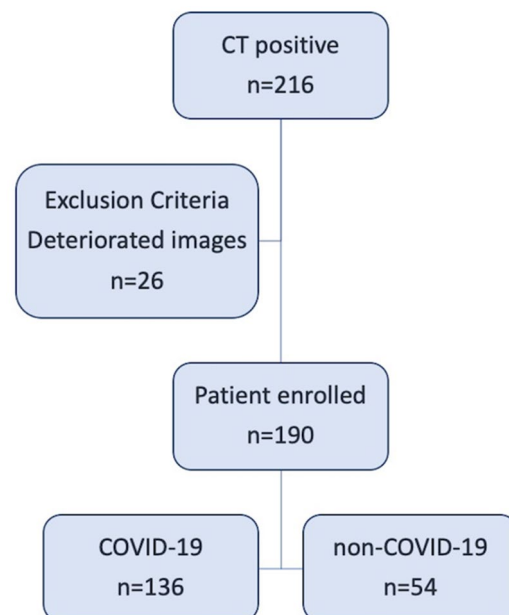 CT positive
n=216
Exclusion Criteria
Deteriorated images
n=26
Patient enrolled
n=190
COVID-19
n=136
non-COVID-19
n=54